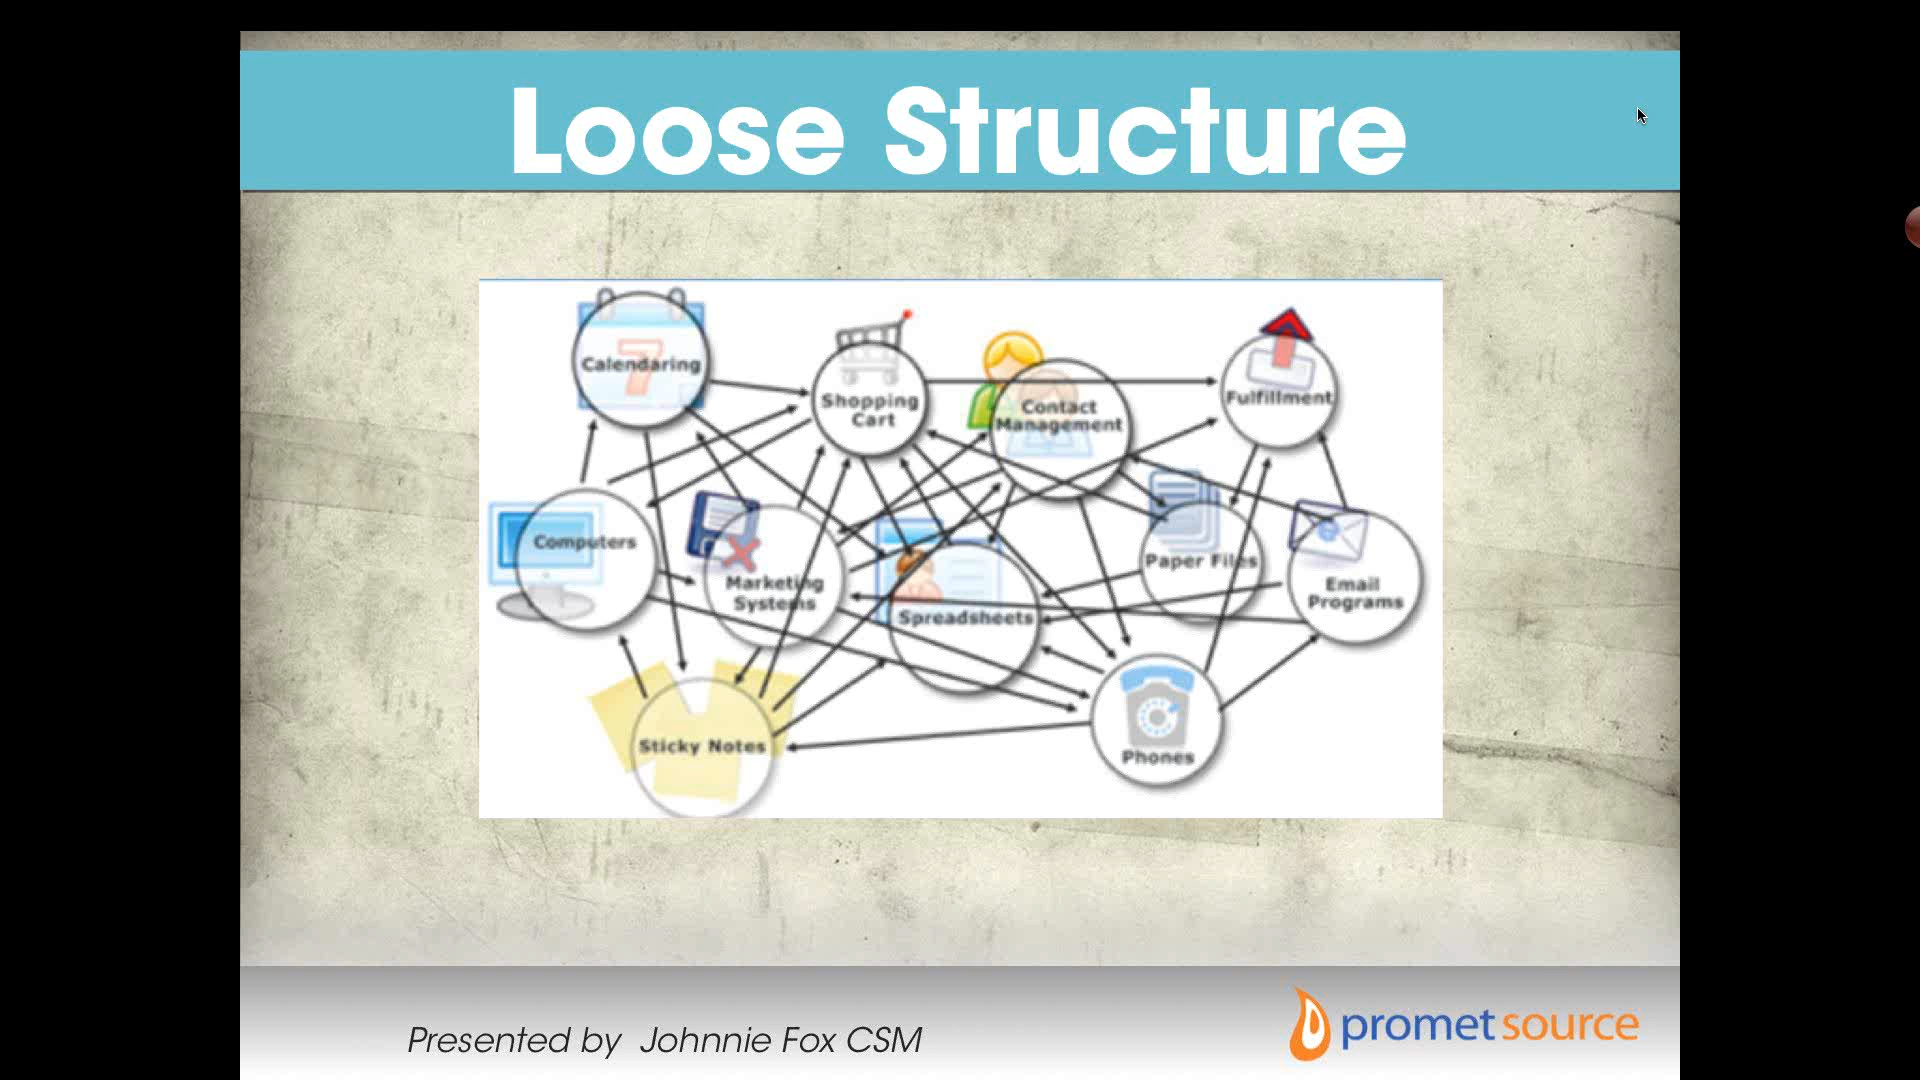 Loose Structure
7
Calendaring
Shopping
Cart
Contact
Management
Fulfillment
Computers
Marketing
Systems
Spreadsheets
Paper Files
e
Email
Programs
Sticky Notes
Phones
Presented by Johnnie Fox CSM
promet source